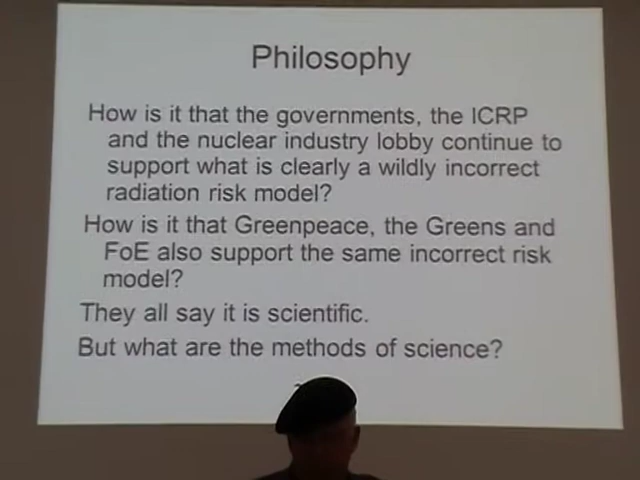 Philosophy
How is it that the governments, the ICRP
and the nuclear industry lobby continue to
support what is clearly a wildly incorrect
radiation risk model?
How is it that Greenpeace, the Greens and
FoE also support the same incorrect risk
model?
They all say it is scientific.
But what are the methods of science?